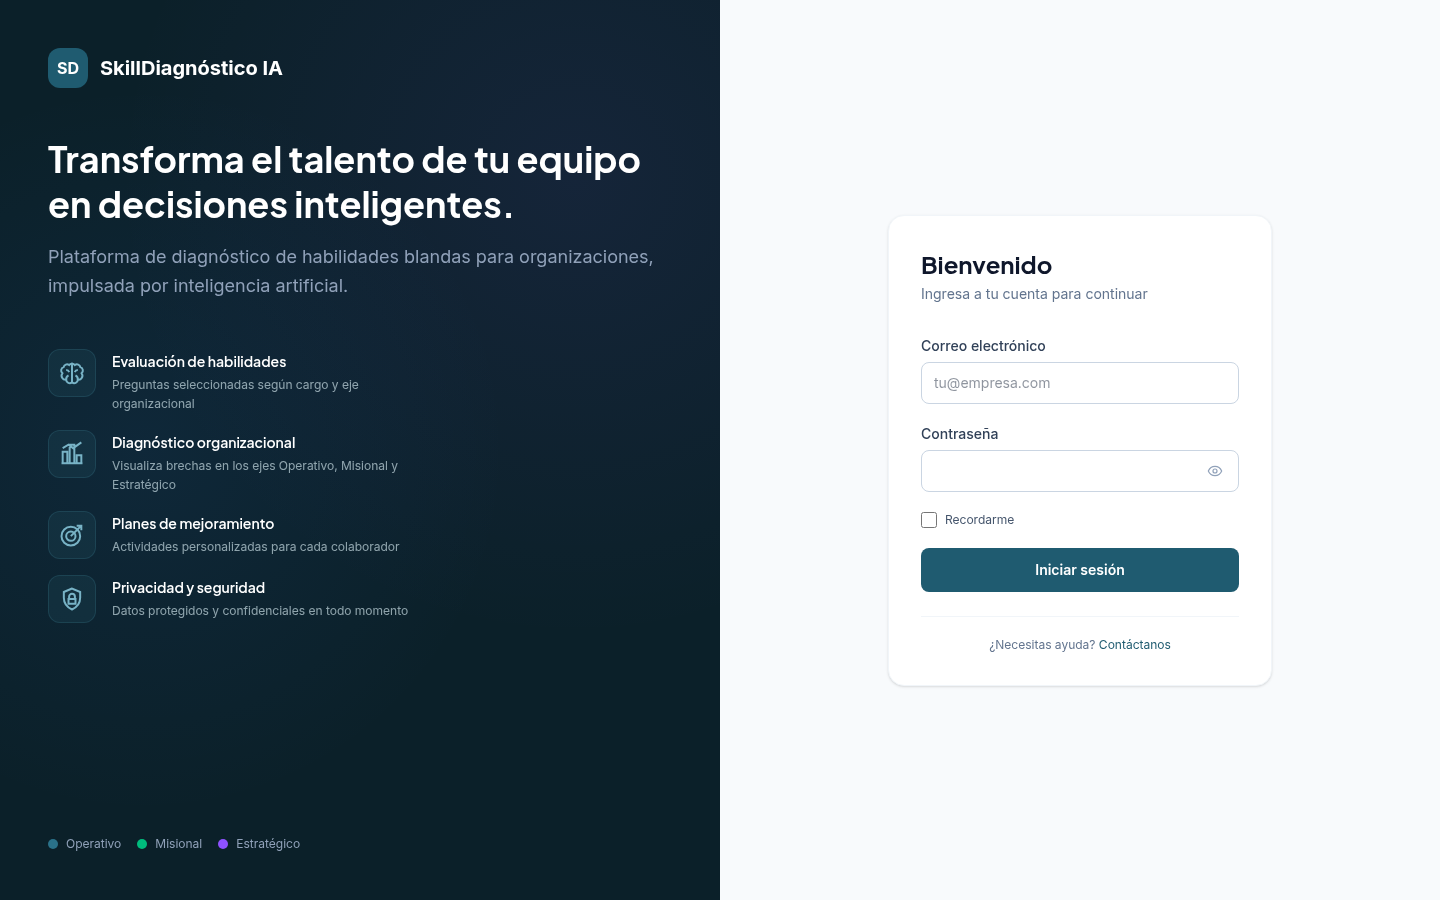 SD
SkillDiagnóstico IA
Transforma el talento de tu equipo
en decisiones inteligentes.
Plataforma de diagnóstico de habilidades blandas para organizaciones,
impulsada por inteligencia artificial.
Evaluación de habilidades
Preguntas seleccionadas según cargo y eje
organizacional
Diagnóstico organizacional
Visualiza brechas en los ejes Operativo, Misional y
Estratégico
Planes de mejoramiento
Actividades personalizadas para cada colaborador
Privacidad y seguridad
Datos protegidos y confidenciales en todo momento
Operativo
Misional
Estratégico
Bienvenido
Ingresa a tu cuenta para continuar
Correo electrónico
tu@empresa.com
Contraseña
Recordarme
Iniciar sesión
¿Necesitas ayuda? Contáctanos